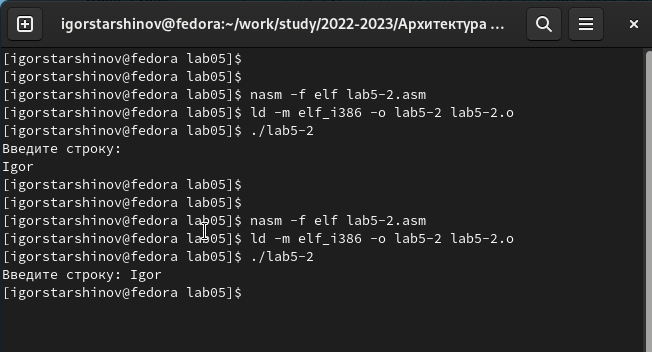 igorstarshinov@fedora:~/work/study/2022-2023/Архитектура ...
[igorstarshinov@fedora lab05]$
[igorstarshinov@fedora lab05]$
[igorstarshinov@fedora lab05]$ nasm -f elf lab5-2.asm
[igorstarshinov@fedora lab05]$ ld -m elf_i386 -o lab5-2 lab5-2.o
[igorstarshinov@fedora lab05]$ ./lab5-2
Введите строку:
Igor
[igorstarshinov@fedora lab05]$
[igorstarshinov@fedora lab05]$
[igorstarshinov@fedora lab05]$ nasm -f elf lab5-2.asm
[igorstarshinov@fedora lab05]$ ld -m elf_i386 -o lab5-2 lab5-2.o
[igorstarshinov@fedora lab05]$ ./lab5-2
Введите строку: Igor
[igorstarshinov@fedora lab05]$